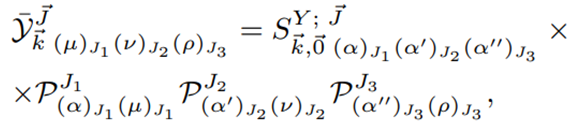 $\bar{\mathcal{Y}}^{\vec{J}}_{\vec{k}\;(\mu)_{J_1}(\nu)_{J_2}(\rho)_{J_3}} = S^{Y;\;\vec{J}}_{\vec{k},\vec{0}\;(\alpha)_{J_1}(\alpha')_{J_2}(\alpha'')_{J_3}} \times$
$\times \mathcal{P}^{J_1}_{(\alpha)_{J_1}(\mu)_{J_1}} \mathcal{P}^{J_2}_{(\alpha')_{J_2}(\nu)_{J_2}} \mathcal{P}^{J_3}_{(\alpha'')_{J_3}(\rho)_{J_3}},$